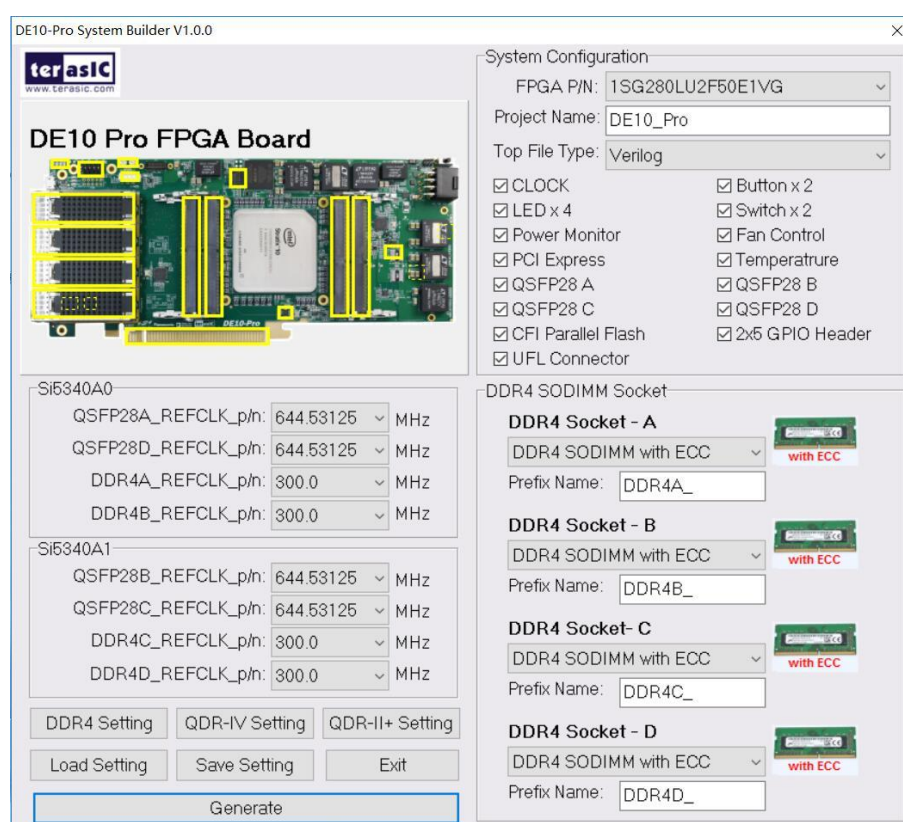 DE10-Pro System Builder V1.0.0
terasIC
www.terasic.com
DE10 Pro FPGA Board
intel
Stratix 10
DE10-Pro
System Configuration
FPGA P/N: 1SG280LU2F50E1VG
Project Name: DE10_Pro
Top File Type: Verilog
CLOCK
Button x 2
LED x 4
Switch x 2
Power Monitor
Fan Control
PCI Express
Temperatrure
QSFP28 A
QSFP28 B
QSFP28 C
QSFP28 D
CFI Parallel Flash
2x5 GPIO Header
UFL Connector
Si5340A0
QSFP28A_REFCLK_p/n: 644.53125 MHz
QSFP28D_REFCLK_p/n: 644.53125 MHz
DDR4A_REFCLK_p/n: 300.0 MHz
DDR4B_REFCLK_p/n: 300.0 MHz
Si5340A1
QSFP28B_REFCLK_p/n: 644.53125 MHz
QSFP28C_REFCLK_p/n: 644.53125 MHz
DDR4C_REFCLK_p/n: 300.0 MHz
DDR4D_REFCLK_p/n: 300.0 MHz
DDR4 Setting
QDR-IV Setting
QDR-II+ Setting
Load Setting
Save Setting
Exit
Generate
DDR4 SODIMM Socket
DDR4 Socket - A
DDR4 SODIMM with ECC
with ECC
Prefix Name: DDR4A_
DDR4 Socket - B
DDR4 SODIMM with ECC
with ECC
Prefix Name: DDR4B_
DDR4 Socket- C
DDR4 SODIMM with ECC
with ECC
Prefix Name: DDR4C_
DDR4 Socket - D
DDR4 SODIMM with ECC
with ECC
Prefix Name: DDR4D_